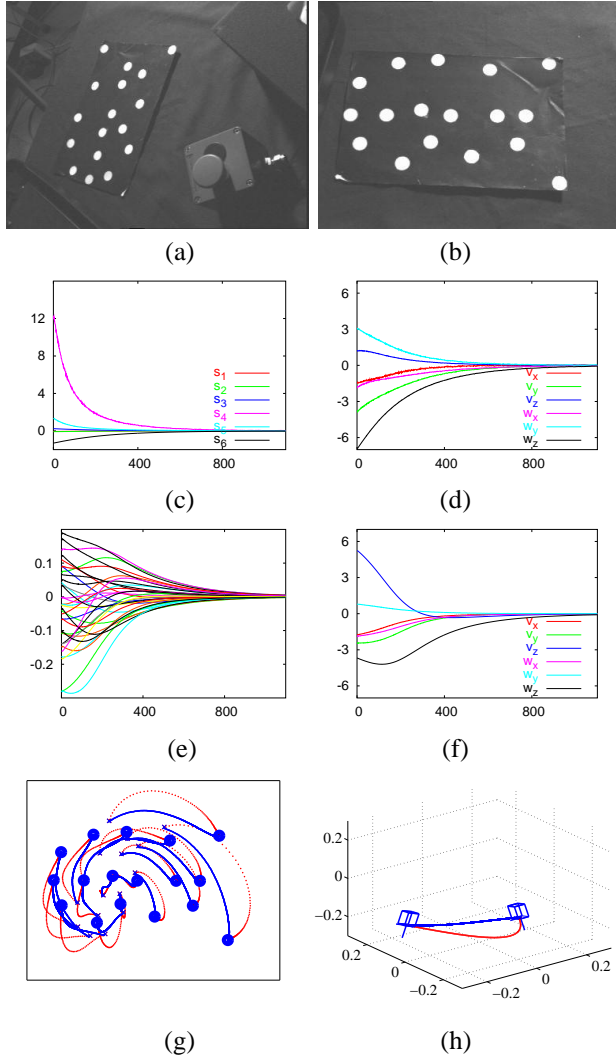 (a) (b)
12
8
4
0
0 400 800
s1
s2
s3
s4
s5
s6
6
3
0
-3
-6
0 400 800
vx
vy
vz
wx
wy
wz
(c) (d)
0.1
0
-0.1
-0.2
0 400 800
6
3
0
-3
-6
0 400 800
vx
vy
vz
wx
wy
wz
(e) (f)
0.2
0
−0.2
0.2
0
−0.2
−0.2
0
0.2
(g) (h)